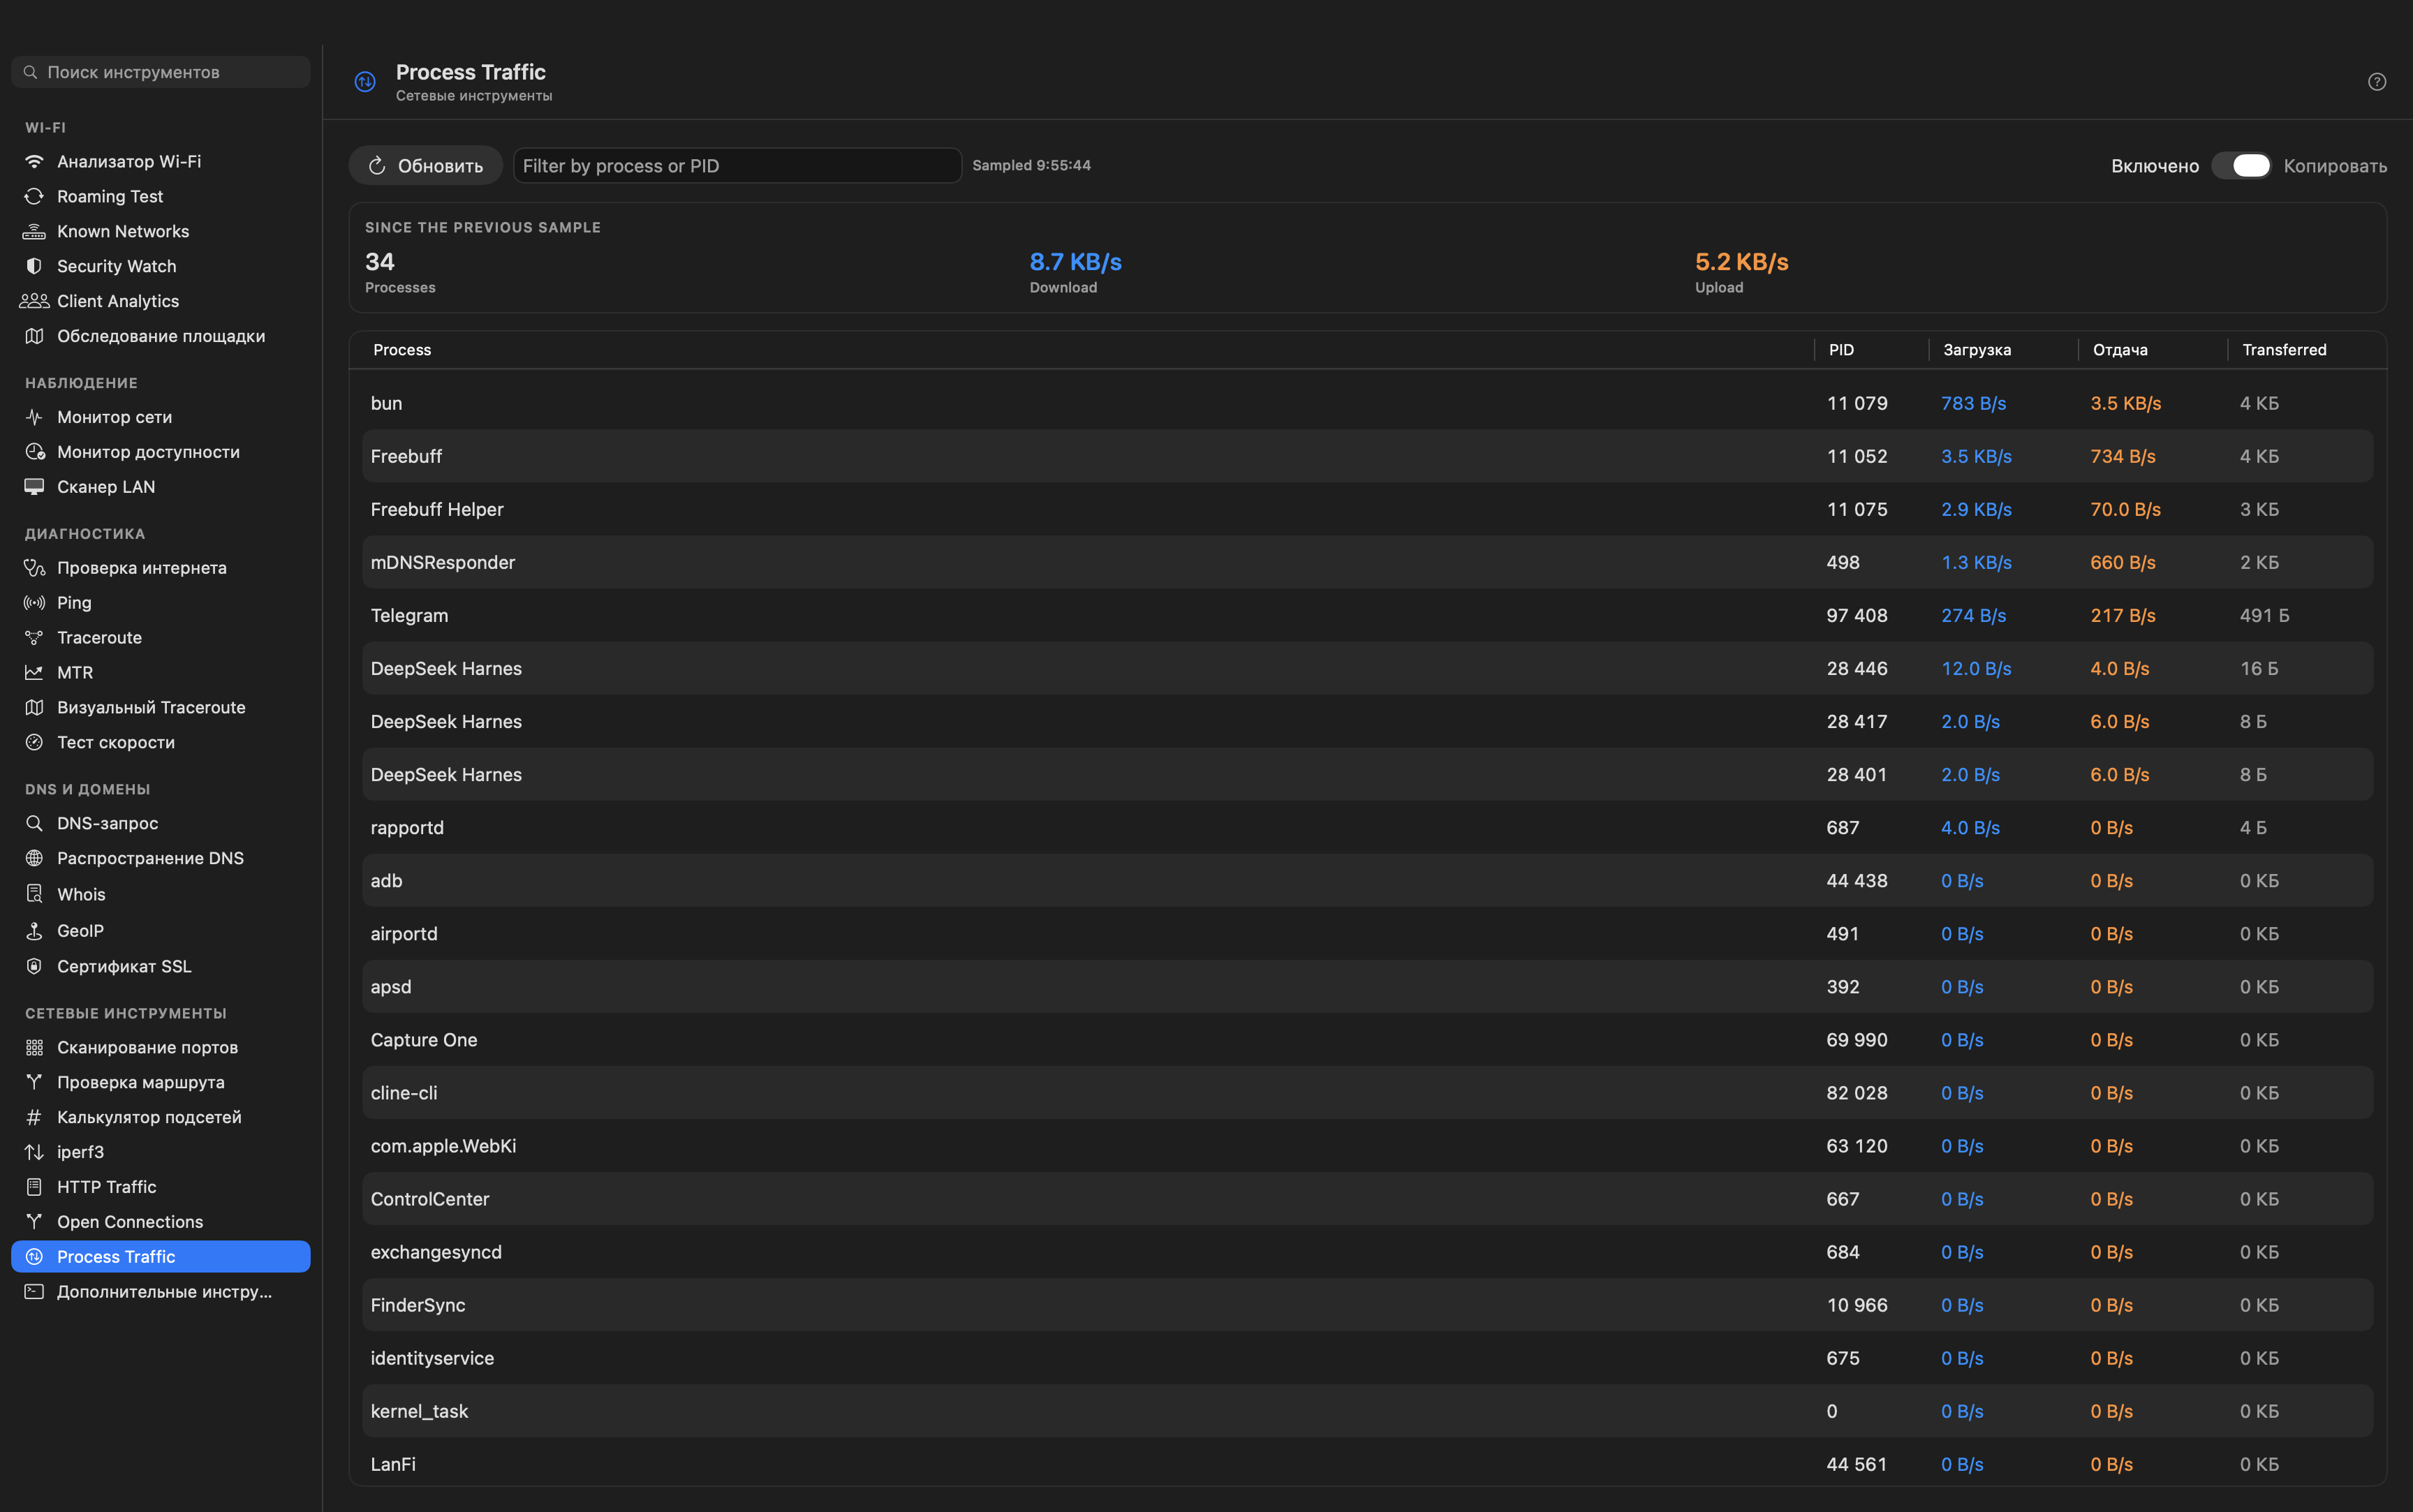 Поиск инструментов
WI-FI
Анализатор Wi-Fi
Roaming Test
Known Networks
Security Watch
Client Analytics
Обследование площадки
НАБЛЮДЕНИЕ
Монитор сети
Монитор доступности
Сканер LAN
ДИАГНОСТИКА
Проверка интернета
Ping
Traceroute
MTR
Визуальный Traceroute
Тест скорости
DNS И ДОМЕНЫ
DNS-запрос
Распространение DNS
Whois
GeoIP
Сертификат SSL
СЕТЕВЫЕ ИНСТРУМЕНТЫ
Сканирование портов
Проверка маршрута
Калькулятор подсетей
iperf3
HTTP Traffic
Open Connections
Process Traffic
Дополнительные инстру...
Process Traffic
Сетевые инструменты
Обновить Filter by process or PID Sampled 9:55:44 Включено Копировать
SINCE THE PREVIOUS SAMPLE
34 8.7 KB/s 5.2 KB/s
Processes Download Upload
Process PID Загрузка Отдача Transferred
bun 11 079 783 B/s 3.5 KB/s 4 КБ
Freebuff 11 052 3.5 KB/s 734 B/s 4 КБ
Freebuff Helper 11 075 2.9 KB/s 70.0 B/s 3 КБ
mDNSResponder 498 1.3 KB/s 660 B/s 2 КБ
Telegram 97 408 274 B/s 217 B/s 491 Б
DeepSeek Harnes 28 446 12.0 B/s 4.0 B/s 16 Б
DeepSeek Harnes 28 417 2.0 B/s 6.0 B/s 8 Б
DeepSeek Harnes 28 401 2.0 B/s 6.0 B/s 8 Б
rapportd 687 4.0 B/s 0 B/s 4 Б
adb 44 438 0 B/s 0 B/s 0 КБ
airportd 491 0 B/s 0 B/s 0 КБ
apsd 392 0 B/s 0 B/s 0 КБ
Capture One 69 990 0 B/s 0 B/s 0 КБ
cline-cli 82 028 0 B/s 0 B/s 0 КБ
com.apple.WebKi 63 120 0 B/s 0 B/s 0 КБ
ControlCenter 667 0 B/s 0 B/s 0 КБ
exchangesyncd 684 0 B/s 0 B/s 0 КБ
FinderSync 10 966 0 B/s 0 B/s 0 КБ
identityservice 675 0 B/s 0 B/s 0 КБ
kernel_task 0 0 B/s 0 B/s 0 КБ
LanFi 44 561 0 B/s 0 B/s 0 КБ